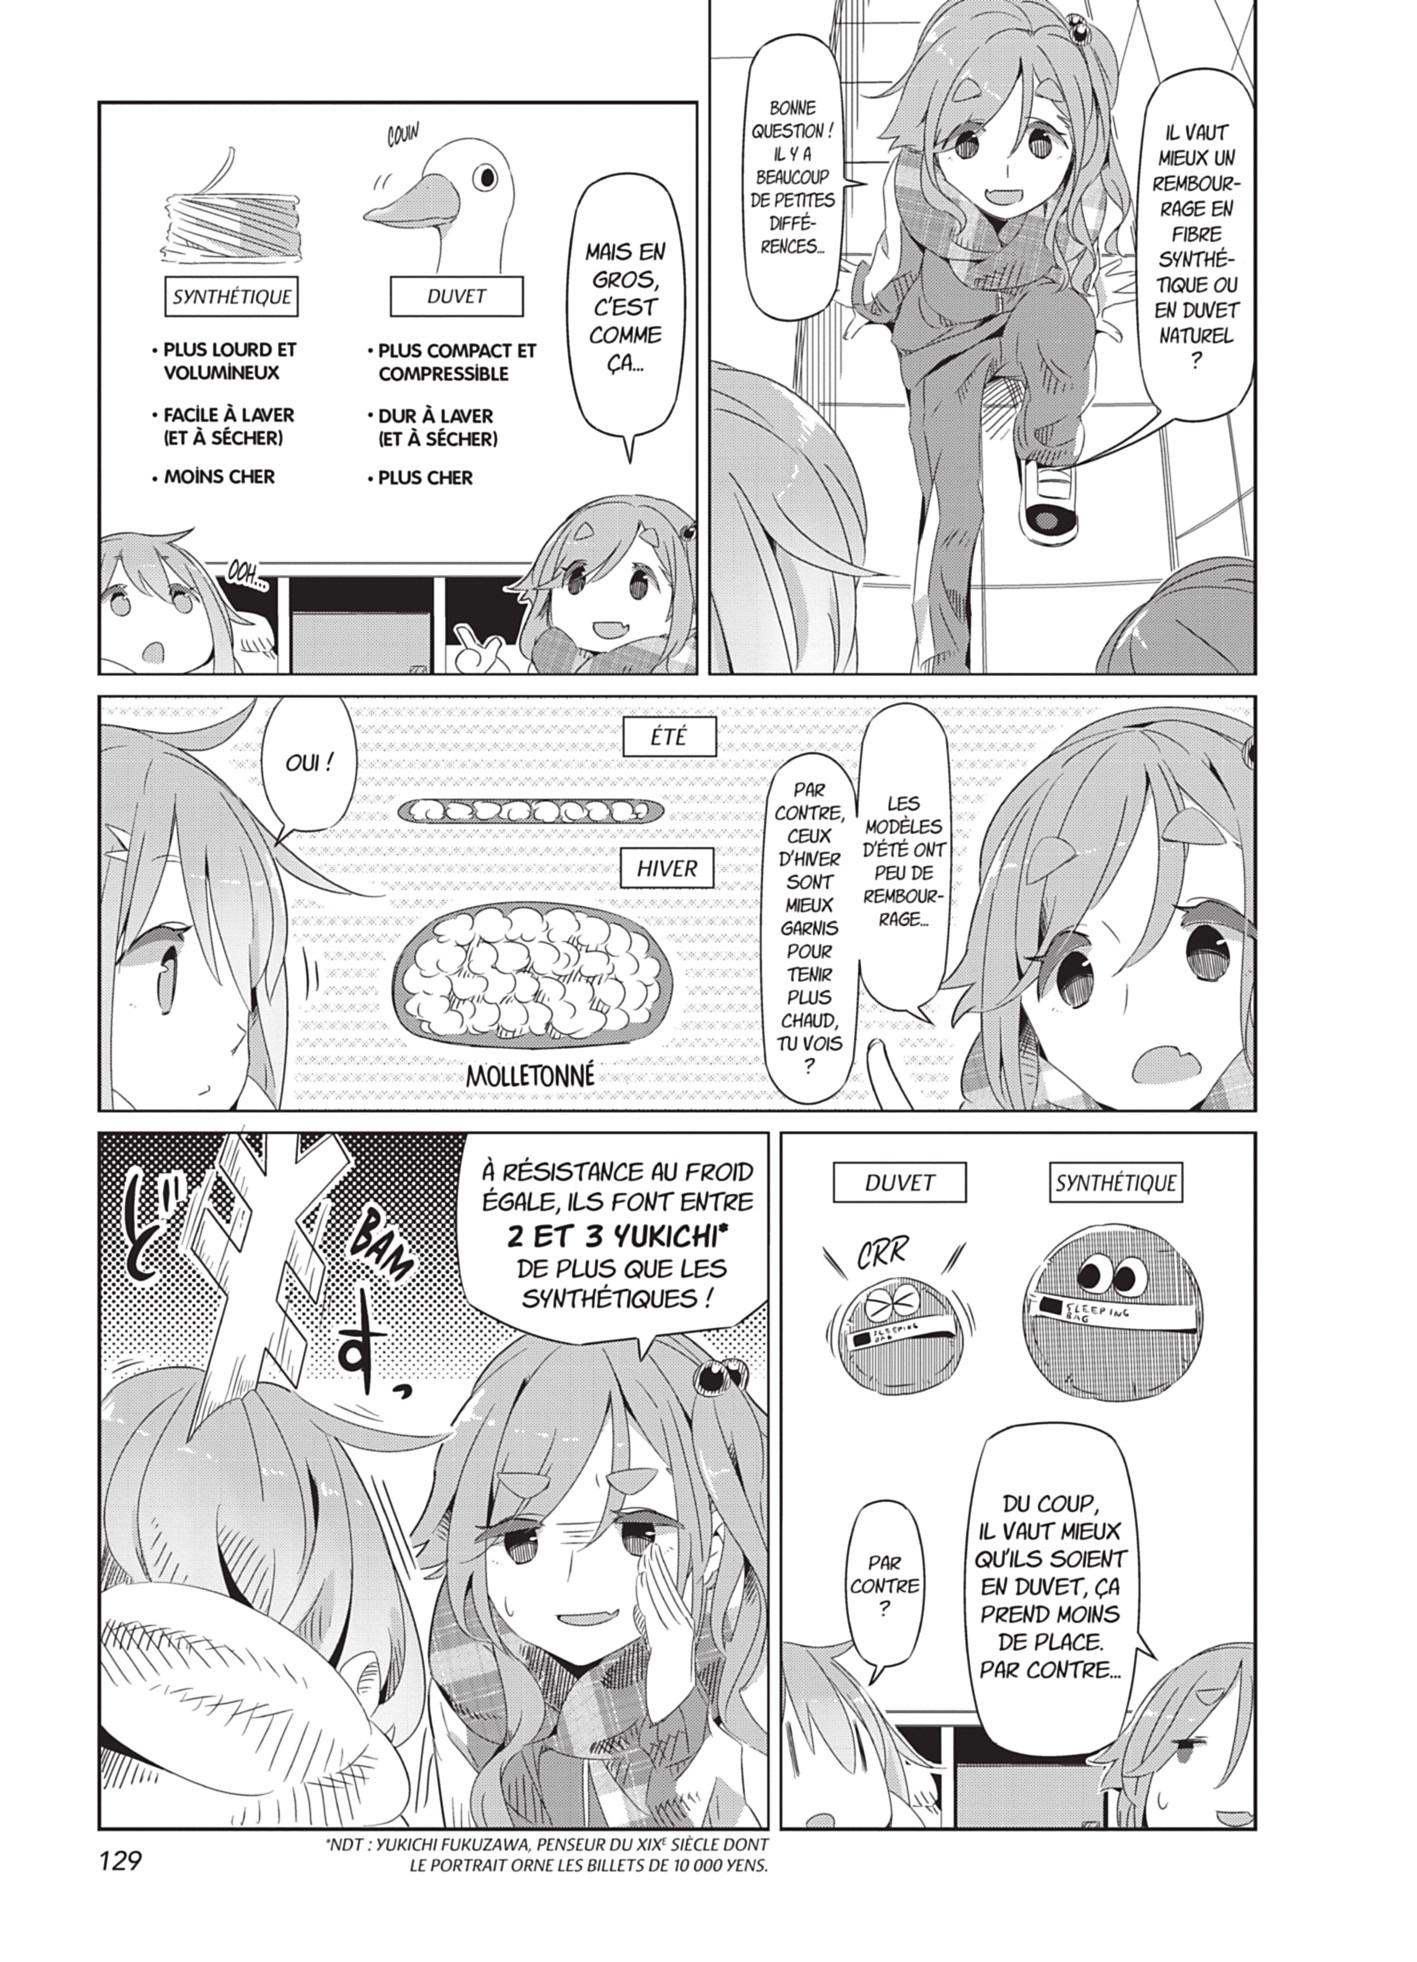 IL VAUT
MIEUX UN
REMBOUR-
RAGE EN
FIBRE
SYNTHÉ-
TIQUE OU
EN DUVET
NATUREL
?
BONNE
QUESTION !
IL Y A
BEAUCOUP
DE PETITES
DIFFÉ-
RENCES...
MAIS EN
GROS,
C'EST
COMME
ÇA...
COUIN
SYNTHÉTIQUE
• PLUS LOURD ET
VOLUMINEUX
• FACILE À LAVER
(ET À SÉCHER)
• MOINS CHER
DUVET
• PLUS COMPACT ET
COMPRESSIBLE
• DUR À LAVER
(ET À SÉCHER)
• PLUS CHER
OOH...
LES
MODÈLES
D'ÉTÉ ONT
PEU DE
REMBOUR-
RAGE...
PAR
CONTRE,
CEUX
D'HIVER
SONT
MIEUX
GARNIS
POUR
TENIR
PLUS
CHAUD,
TU VOIS
?
ÉTÉ
HIVER
MOLLETONNÉ
OUI !
DUVET
SYNTHÉTIQUE
CRR
SLEEPING
BAG
SLEEPING
BAG
DU COUP,
IL VAUT MIEUX
QU'ILS SOIENT
EN DUVET, ÇA
PREND MOINS
DE PLACE.
PAR CONTRE...
PAR
CONTRE
?
À RÉSISTANCE AU FROID
ÉGALE, ILS FONT ENTRE
2 ET 3 YUKICHI*
DE PLUS QUE LES
SYNTHÉTIQUES !
BAM
ど
すっ
*NDT : YUKICHI FUKUZAWA, PENSEUR DU XIXE SIÈCLE DONT
LE PORTRAIT ORNE LES BILLETS DE 10 000 YENS.
129